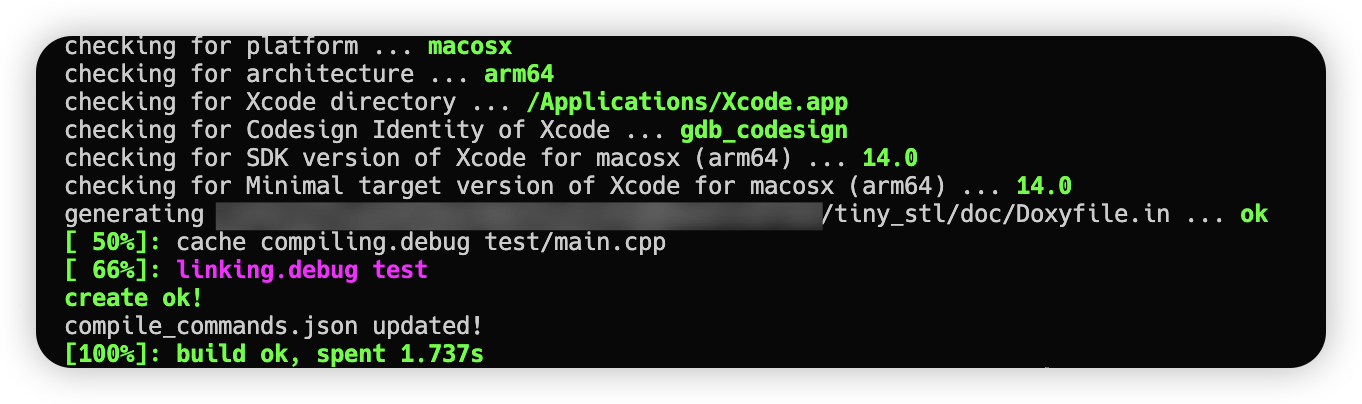 checking for platform ... macosx
checking for architecture ... arm64
checking for Xcode directory ... /Applications/Xcode.app
checking for Codesign Identity of Xcode ... gdb_codesign
checking for SDK version of Xcode for macosx (arm64) ... 14.0
checking for Minimal target version of Xcode for macosx (arm64) ... 14.0
generating /tiny_stl/doc/Doxyfile.in ... ok
[ 50%]: cache compiling.debug test/main.cpp
[ 66%]: linking.debug test
create ok!
compile_commands.json updated!
[100%]: build ok, spent 1.737s